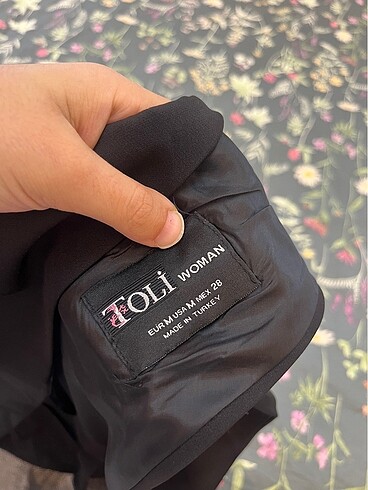 TOLİ WOMAN
EUR M USA M MEX 28
MADE IN TURKEY